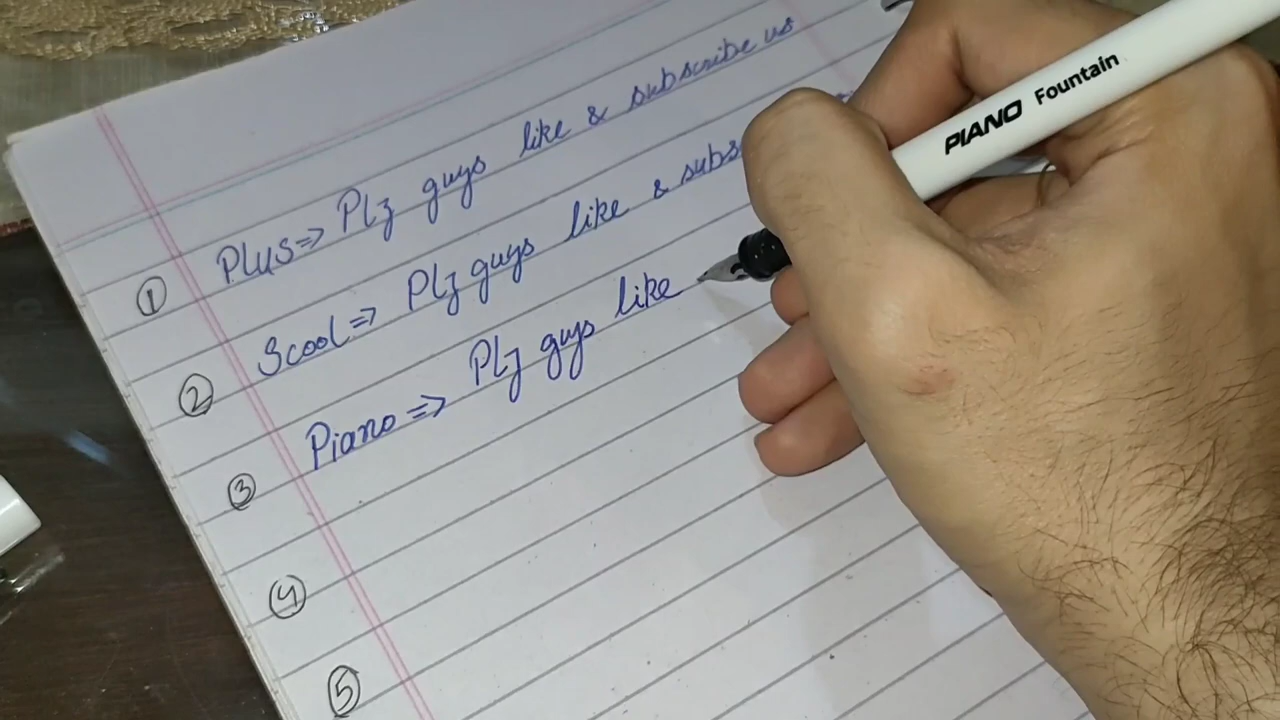 ① Plus=> Plz guys like & subscribe us
② Scool=> Plz guys like & subs
③ Piano=> Plz guys like
④
⑤
PIANO Fountain